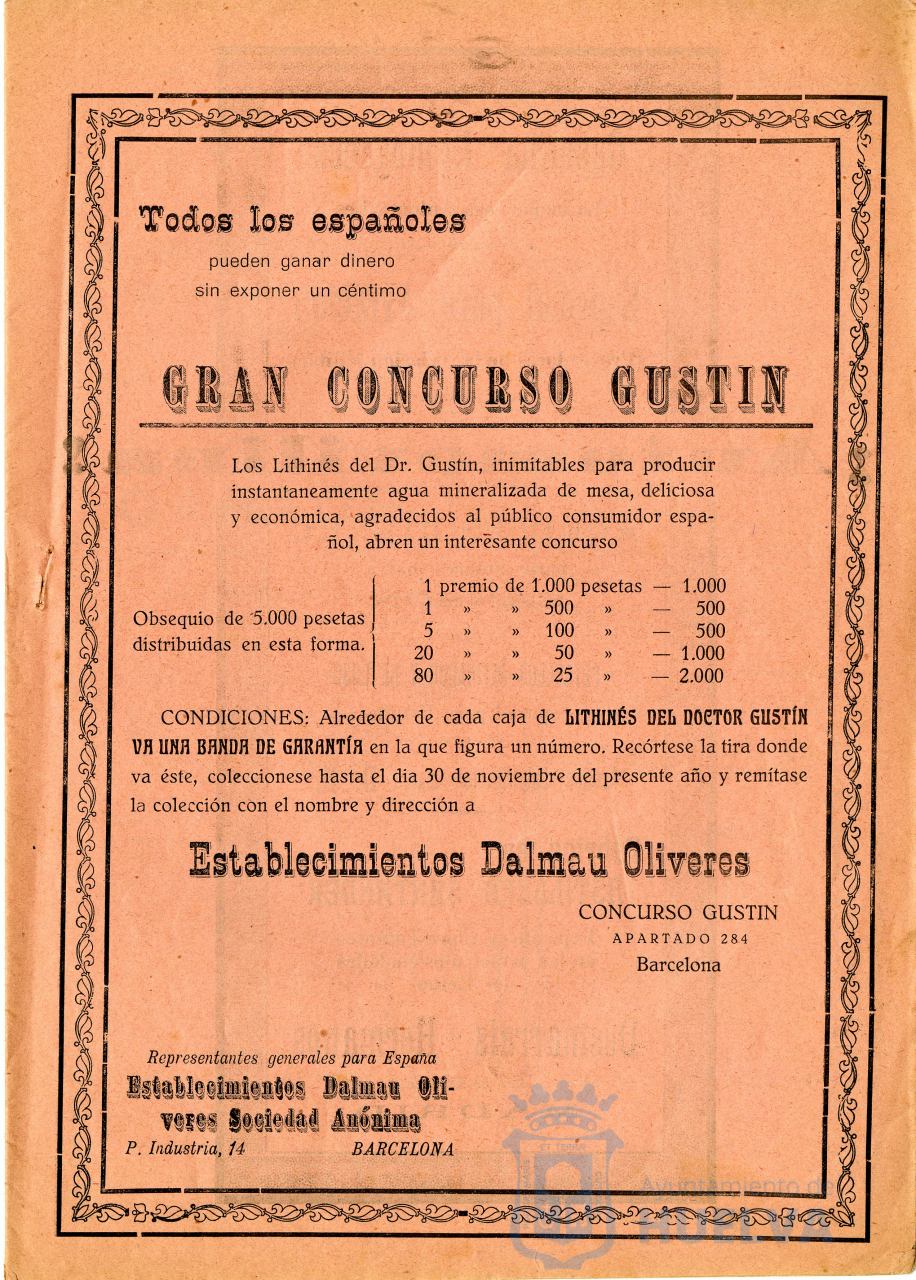 Todos los españoles
pueden ganar dinero
sin exponer un céntimo
GRAN CONCURSO GUSTIN
Los Lithinés del Dr. Gustín, inimitables para producir
instantaneamente agua mineralizada de mesa, deliciosa
y económica, agradecidos al público consumidor espa-
ñol, abren un interesante concurso
Obsequio de 5.000 pesetas
distribuidas en esta forma.
1 premio de 1.000 pesetas — 1.000
1 » » 500 » — 500
5 » » 100 » — 500
20 » » 50 » — 1.000
80 » » 25 » — 2.000
CONDICIONES: Alrededor de cada caja de LITHINÉS DEL DOCTOR GUSTÍN
VA UNA BANDA DE GARANTÍA en la que figura un número. Recórtese la tira donde
va éste, coleccionese hasta el dia 30 de noviembre del presente año y remítase
la colección con el nombre y dirección a
Establecimientos Dalmau Oliveres
CONCURSO GUSTIN
APARTADO 284
Barcelona
Representantes generales para España
Establecimientos Dalmau Oli-
veres Sociedad Anónima
P. Industria, 14 BARCELONA
Ayuntamiento de
HUELVA